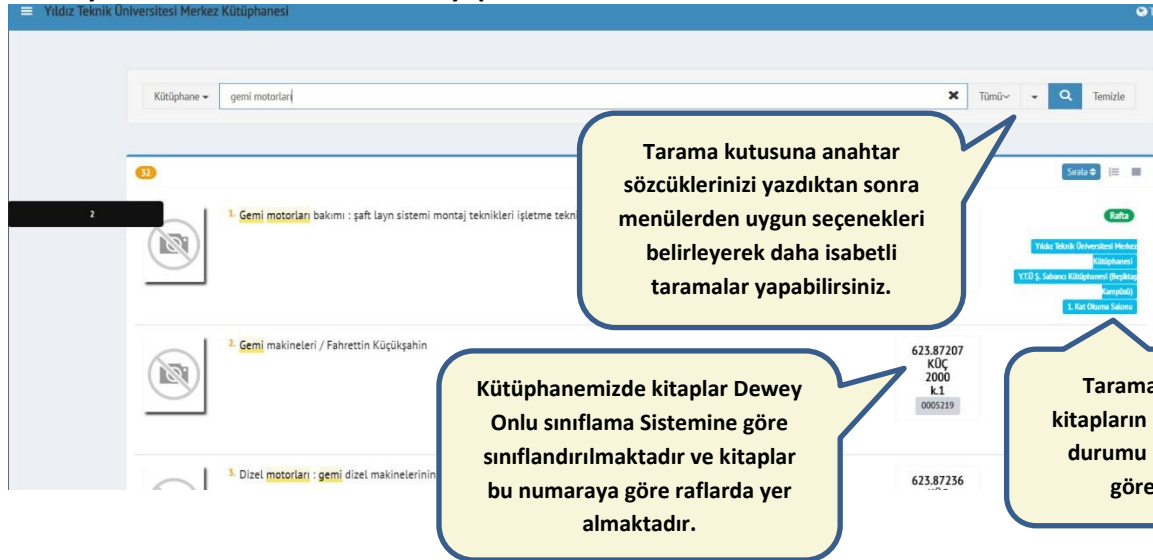 Yıldız Teknik Üniversitesi Merkez Kütüphanesi
Kütüphane
gemi motorları
Tümü
Temizle
Tarama kutusuna anahtar
sözcüklerinizi yazdıktan sonra
menülerden uygun seçenekleri
belirleyerek daha isabetli
taramalar yapabilirsiniz.
32
Sırala
2
1. Gemi motorları bakımı : şaft layn sistemi montaj teknikleri işletme
Rafta
Yıldız Teknik Üniversitesi Merkez
Kütüphanesi
Y.T.Ü Ş. Sabancı Kütüphanesi (Beşiktaş
Kampüsü)
1. Kat Okuma Salonu
2. Gemi makineleri / Fahrettin Küçükşahin
623.87207
KÜÇ
2000
k.1
0005219
Kütüphanemizde kitaplar Dewey
Onlu sınıflama Sistemine göre
sınıflandırılmaktadır ve kitaplar
bu numaraya göre raflarda yer
almaktadır.
Tarama
kitapların
durumu
göre
3. Dizel motorları : gemi dizel makinelerinin
623.87236